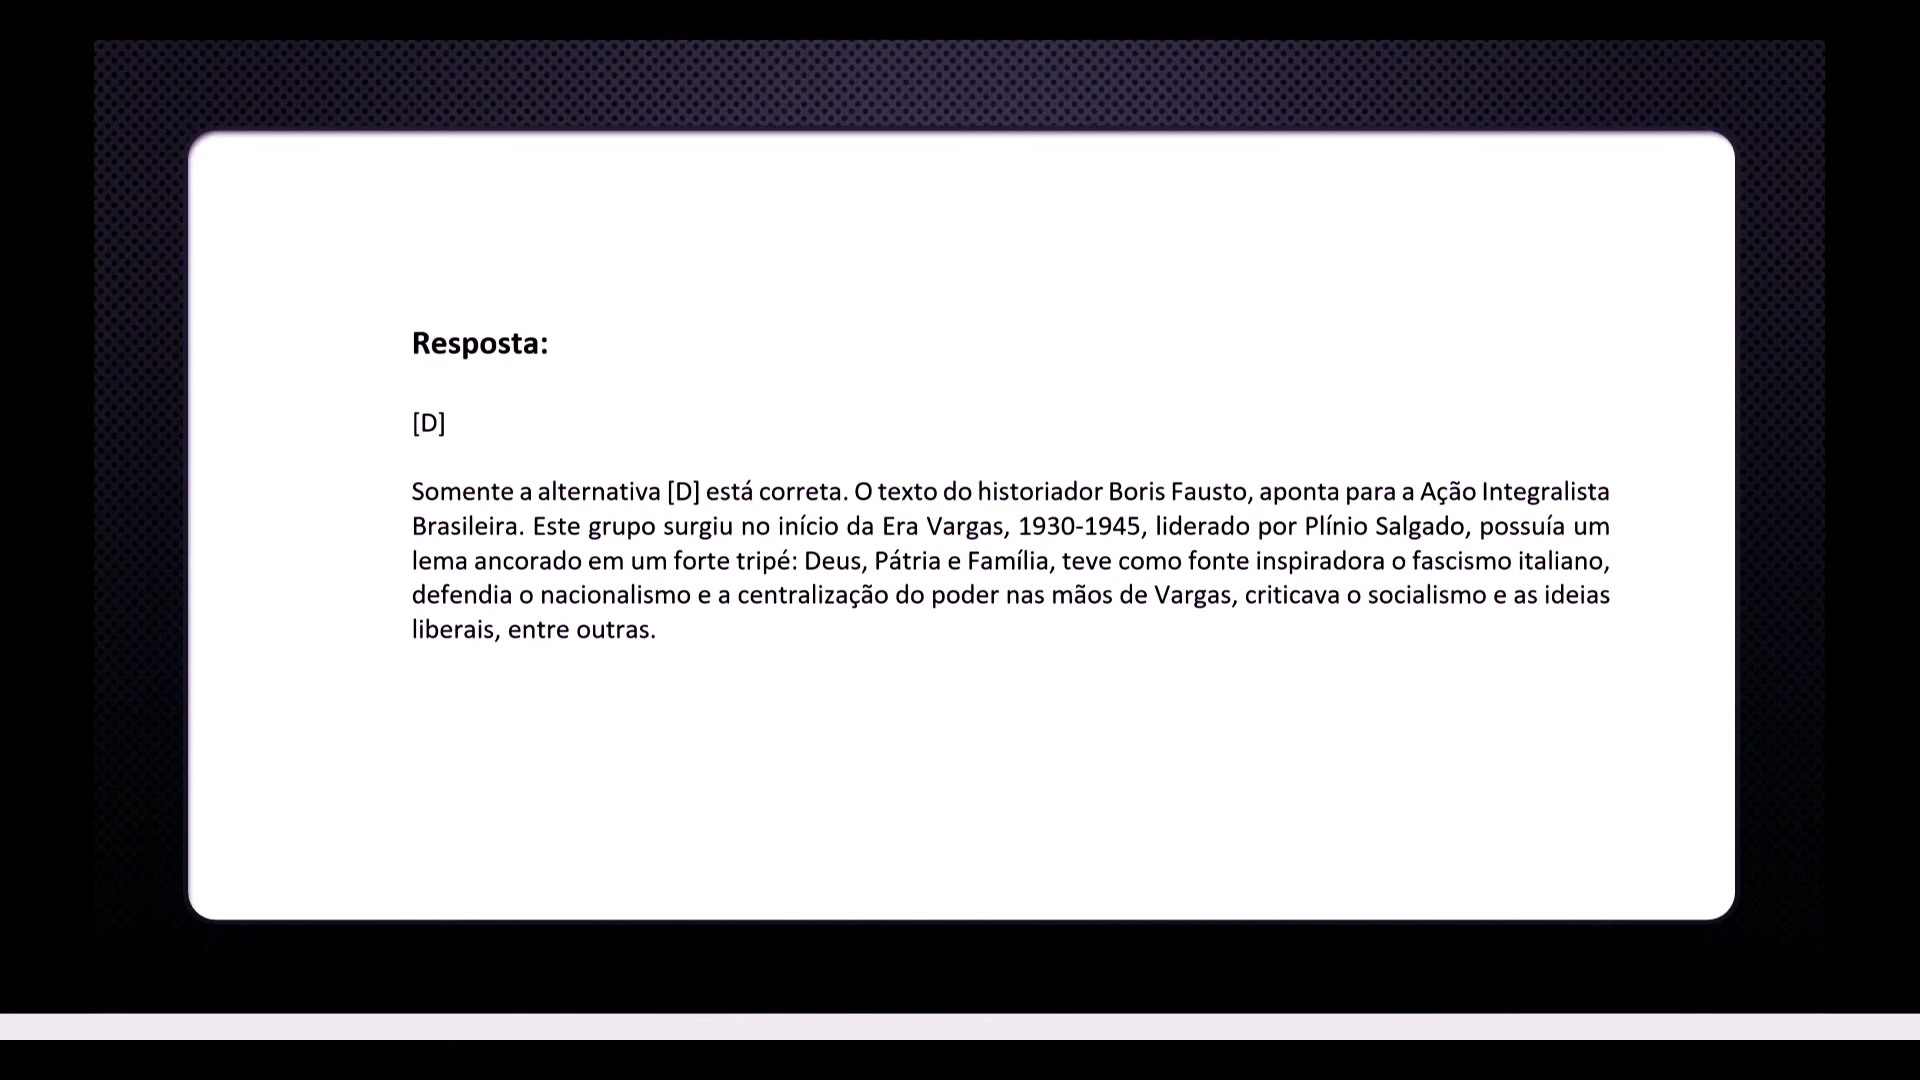 Resposta:
[D]
Somente a alternativa [D] está correta. O texto do historiador Boris Fausto, aponta para a Ação Integralista
Brasileira. Este grupo surgiu no início da Era Vargas, 1930-1945, liderado por Plínio Salgado, possuía um
lema ancorado em um forte tripé: Deus, Pátria e Família, teve como fonte inspiradora o fascismo italiano,
defendia o nacionalismo e a centralização do poder nas mãos de Vargas, criticava o socialismo e as ideias
liberais, entre outras.